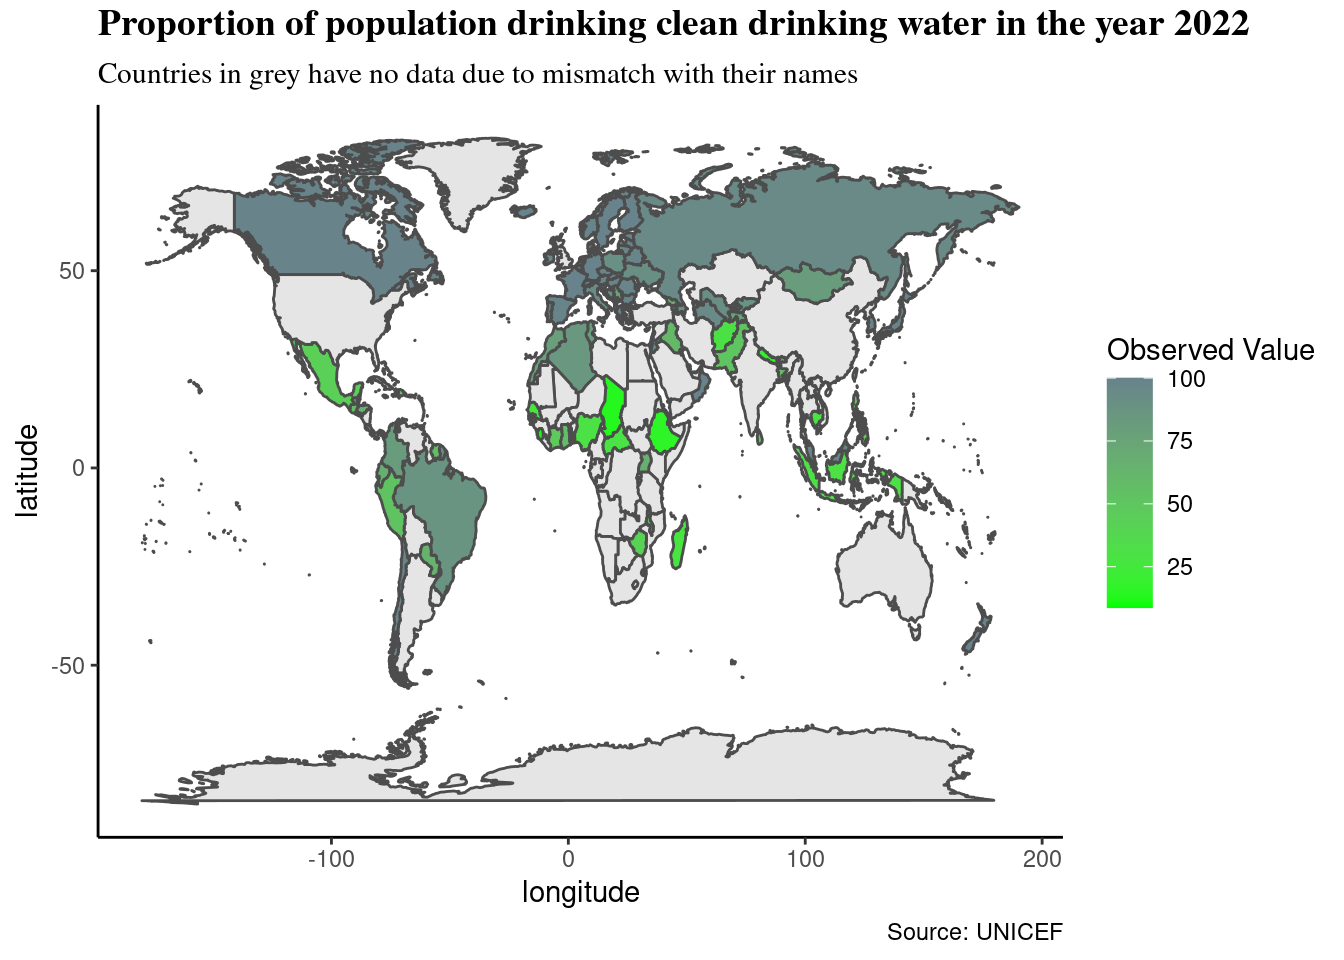 Proportion of population drinking clean drinking water in the year 2022
Countries in grey have no data due to mismatch with their names
Observed Value
100
75
50
25
50
0
-50
latitude
-100
0
100
200
longitude
Source: UNICEF